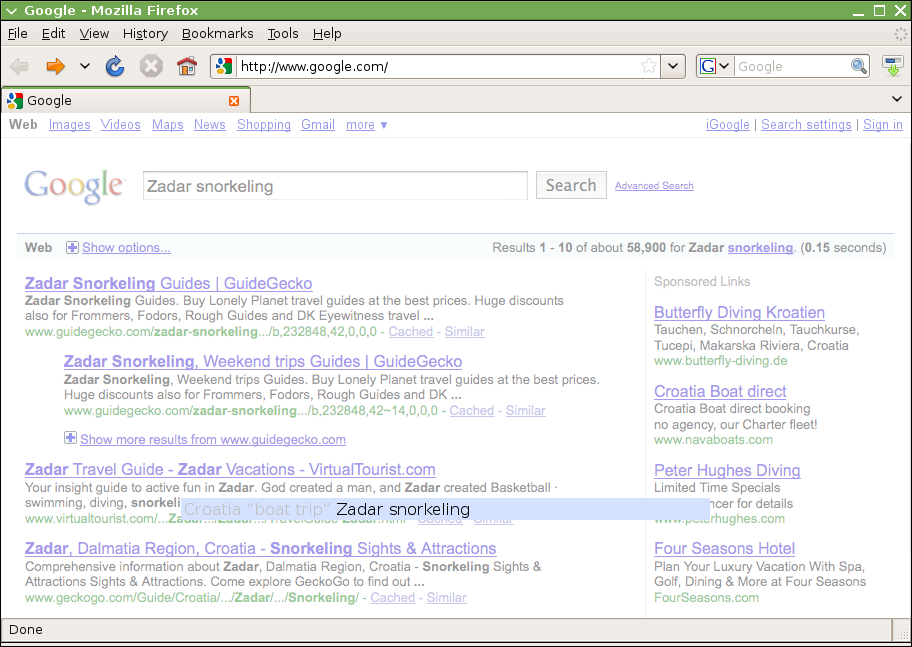 Google - Mozilla Firefox
File Edit View History Bookmarks Tools Help
http://www.google.com/
G Google
Google
Web Images Videos Maps News Shopping Gmail more ▼ iGoogle | Search settings | Sign in
Google Zadar snorkeling Search Advanced Search
Web Show options... Results 1 - 10 of about 58,900 for Zadar snorkeling. (0.15 seconds)
Zadar Snorkeling Guides | GuideGecko
Zadar Snorkeling Guides. Buy Lonely Planet travel guides at the best prices. Huge discounts
also for Frommers, Fodors, Rough Guides and DK Eyewitness travel ...
www.guidegecko.com/zadar-snorkeling.../b,232848,42,0,0,0 - Cached - Similar
Zadar Snorkeling, Weekend trips Guides | GuideGecko
Zadar Snorkeling, Weekend trips Guides. Buy Lonely Planet travel guides at the best prices.
Huge discounts also for Frommers, Fodors, Rough Guides and DK ...
www.guidegecko.com/zadar-snorkeling.../b,232848,42~14,0,0,0 - Cached - Similar
Show more results from www.guidegecko.com
Zadar Travel Guide - Zadar Vacations - VirtualTourist.com
Your insight guide to active fun in Zadar. God created a man, and Zadar created Basketball ·
swimming, diving, snorkeli
Croatia "boat trip" Zadar snorkeling
www.virtualtourist.com/... Cached - Similar
Zadar, Dalmatia Region, Croatia - Snorkeling Sights & Attractions
Comprehensive information about Zadar, Dalmatia Region, Croatia - Snorkeling Sights &
Attractions Sights & Attractions. Come explore GeckoGo to find out ...
www.geckogo.com/Guide/Croatia/.../Zadar/.../Snorkeling/ - Cached - Similar
Sponsored Links
Butterfly Diving Kroatien
Tauchen, Schnorcheln, Tauchkurse,
Tucepi, Makarska Riviera, Croatia
www.butterfly-diving.de
Croatia Boat direct
Croatia Boat direct booking
no agency, our Charter fleet!
www.navaboats.com
Peter Hughes Diving
Limited Time Specials
ncer for details
www.peterhughes.com
Four Seasons Hotel
Plan Your Luxury Vacation With Spa,
Golf, Dining & More at Four Seasons
FourSeasons.com
Done